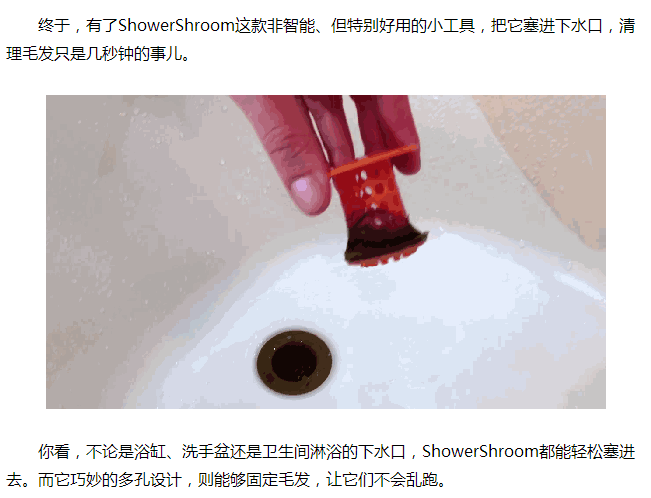 终于，有了ShowerShroom这款非智能、但特别好用的小工具，把它塞进下水口，清
理毛发只是几秒钟的事儿。
你看，不论是浴缸、洗手盆还是卫生间淋浴的下水口，ShowerShroom都能轻松塞进
去。而它巧妙的多孔设计，则能够固定毛发，让它们不会乱跑。